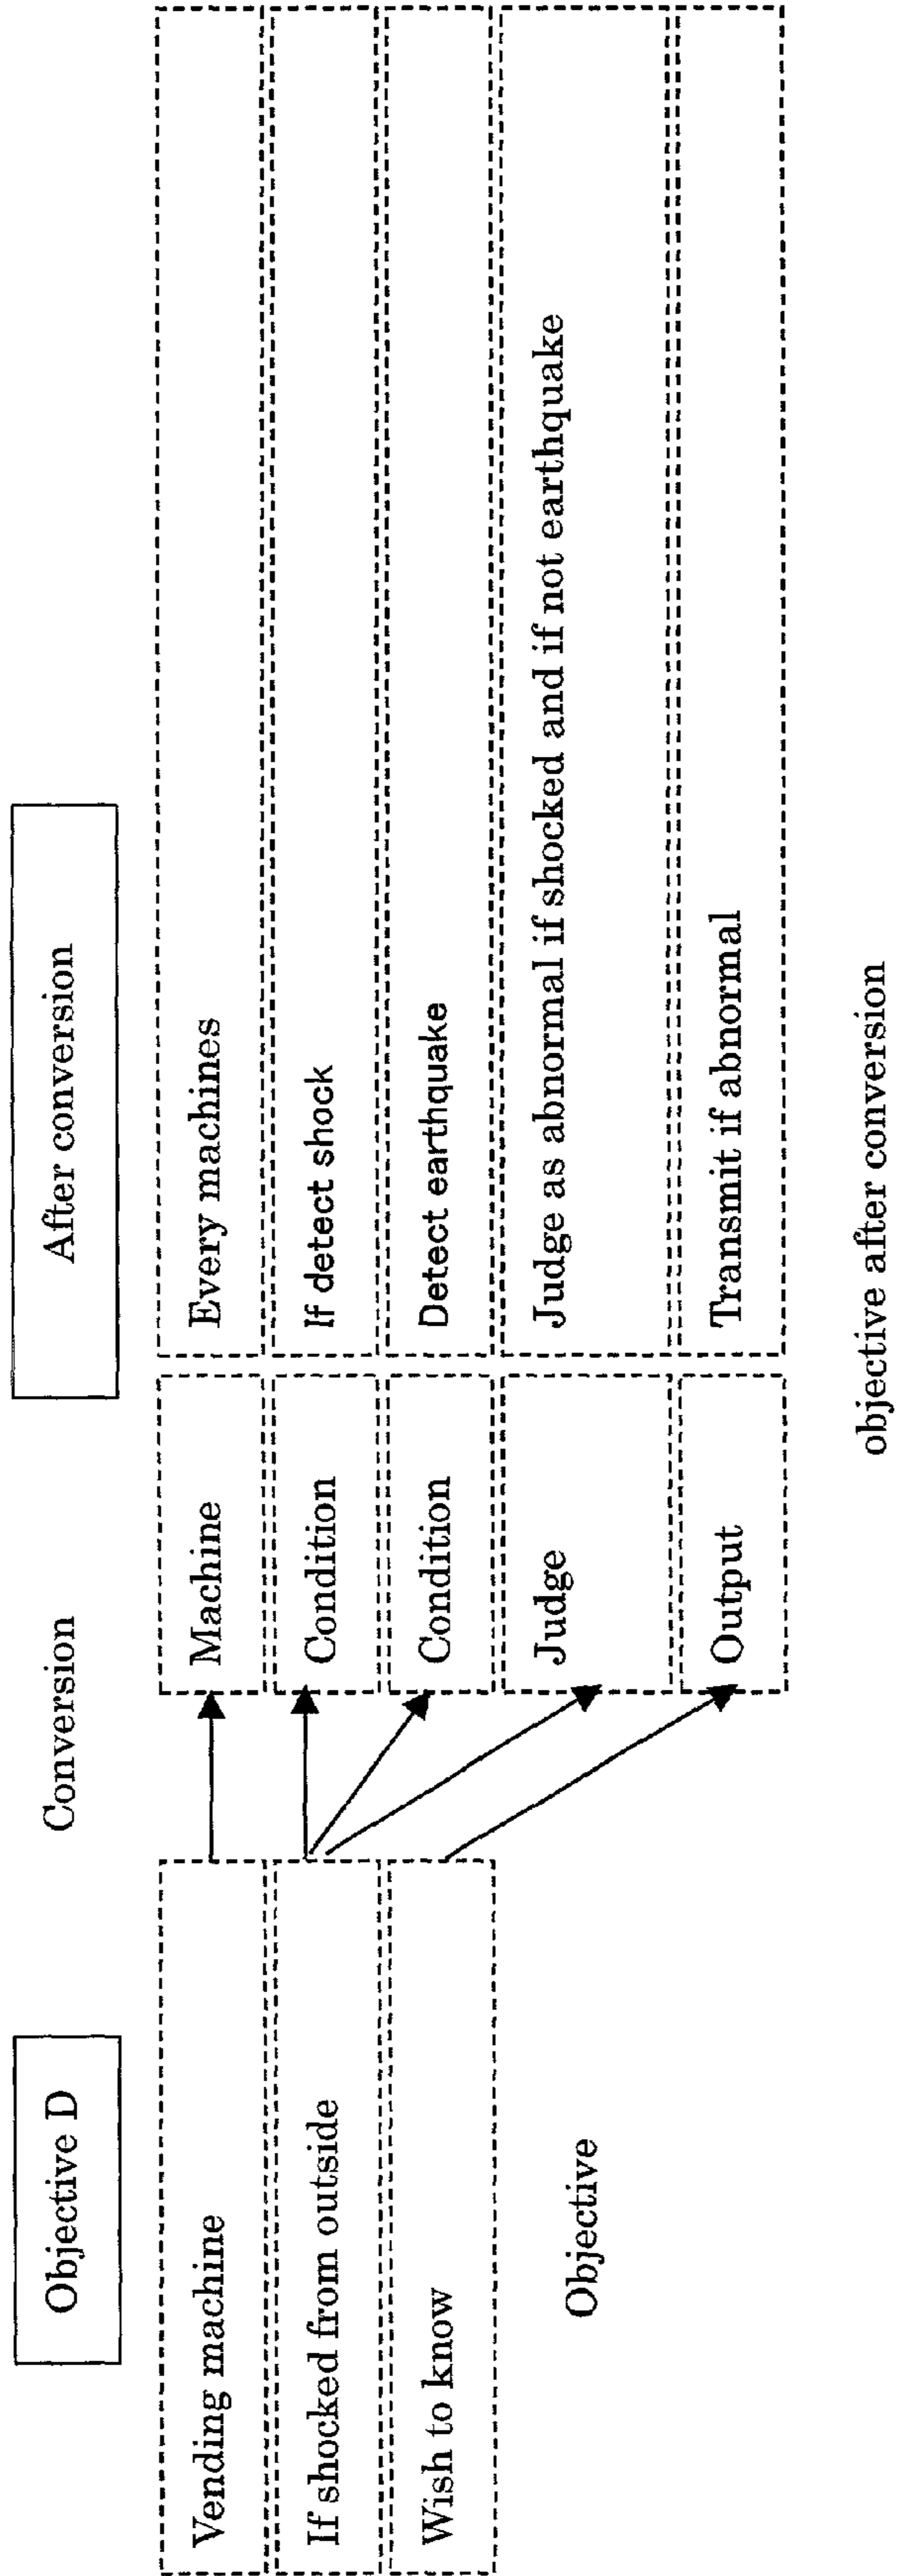 Objective D
Conversion
After conversion
Vending machine
Machine
Every machines
If shocked from outside
Condition
If detect shock
Wish to know
Condition
Detect earthquake
Judge
Judge as abnormal if shocked and if not earthquake
Output
Transmit if abnormal
Objective
objective after conversion